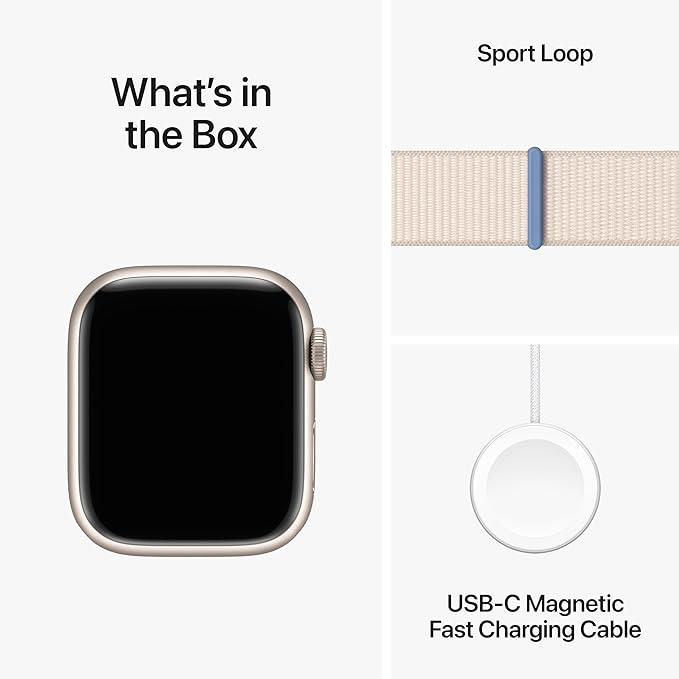 What’s in
the Box
Sport Loop
USB-C Magnetic
Fast Charging Cable